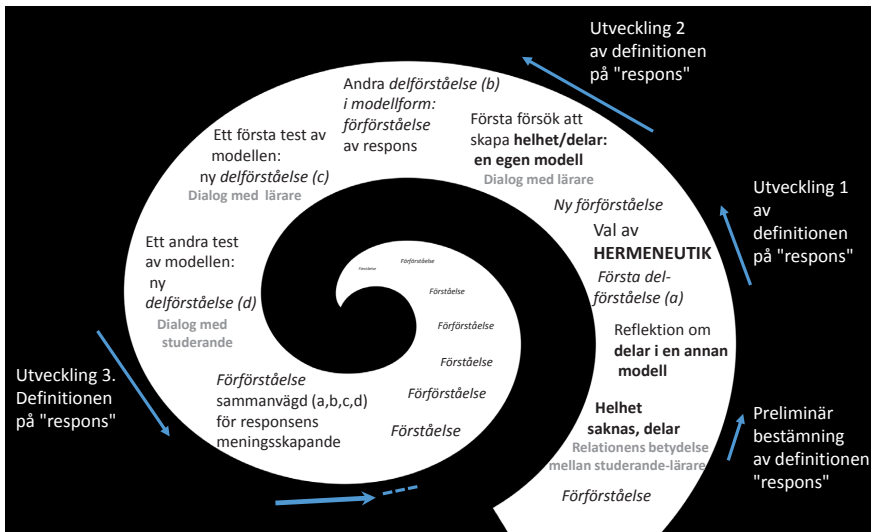 Utveckling 2
av definitionen
på "respons"
Andra delförståelse (b)
i modellform:
förförståelse
av respons
Första försök att
skapa helhet/delar:
en egen modell
Dialog med lärare
Ett första test av
modellen:
ny delförståelse (c)
Dialog med lärare
Ny förförståelse
Val av
HERMENEUTIK
Första del-
förståelse (a)
Utveckling 1
av
definitionen
på "respons"
Ett andra test
av modellen:
ny
delförståelse (d)
Dialog med
studerande
Reflektion om
delar i en annan
modell
Utveckling 3.
Definitionen
på "respons"
Förförståelse
sammanvägd (a,b,c,d)
för responsens
meningsskapande
Helhet
saknas, delar
Relationens betydelse
mellan studerande-lärare
Förförståelse
Preliminär
bestämning
av definitionen
"respons"
Förståelse
Förförståelse
Förståelse
Förförståelse
Förståelse
Förförståelse